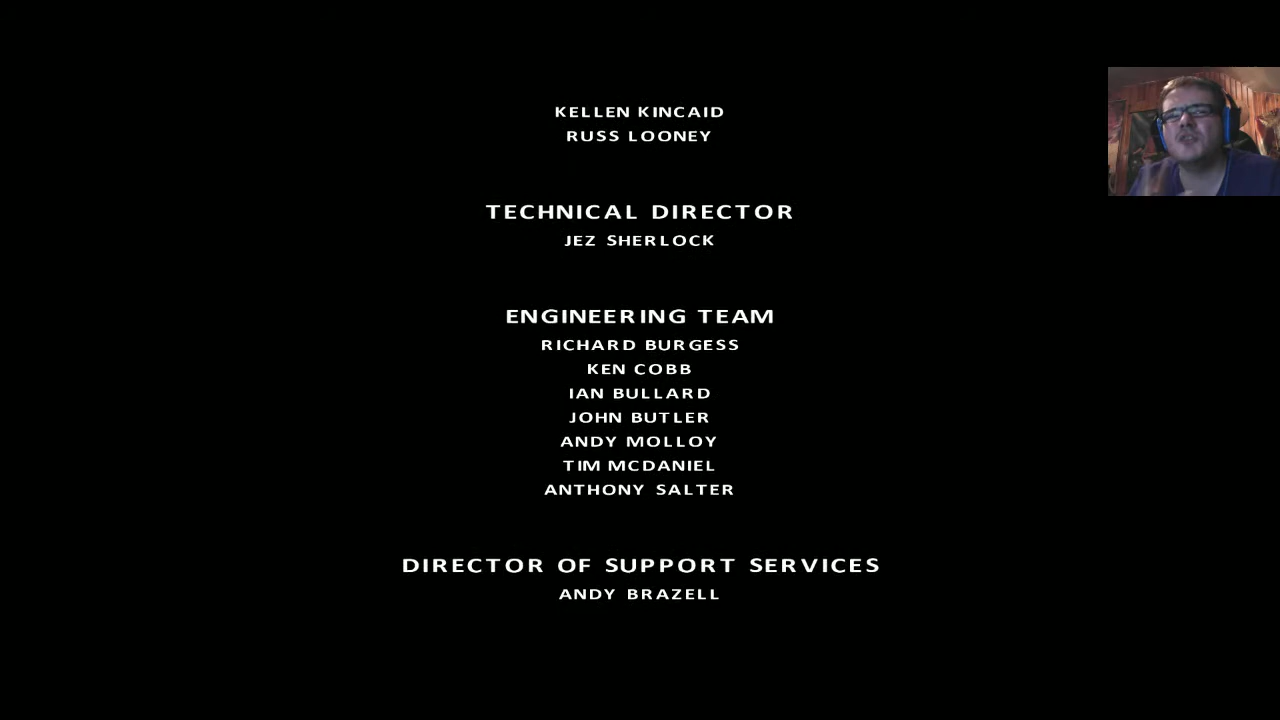 KELLEN KINCAID
RUSS LOONEY
TECHNICAL DIRECTOR
JEZ SHERLOCK
ENGINEERING TEAM
RICHARD BURGESS
KEN COBB
IAN BULLARD
JOHN BUTLER
ANDY MOLLOY
TIM MCDANIEL
ANTHONY SALTER
DIRECTOR OF SUPPORT SERVICES
ANDY BRAZELL